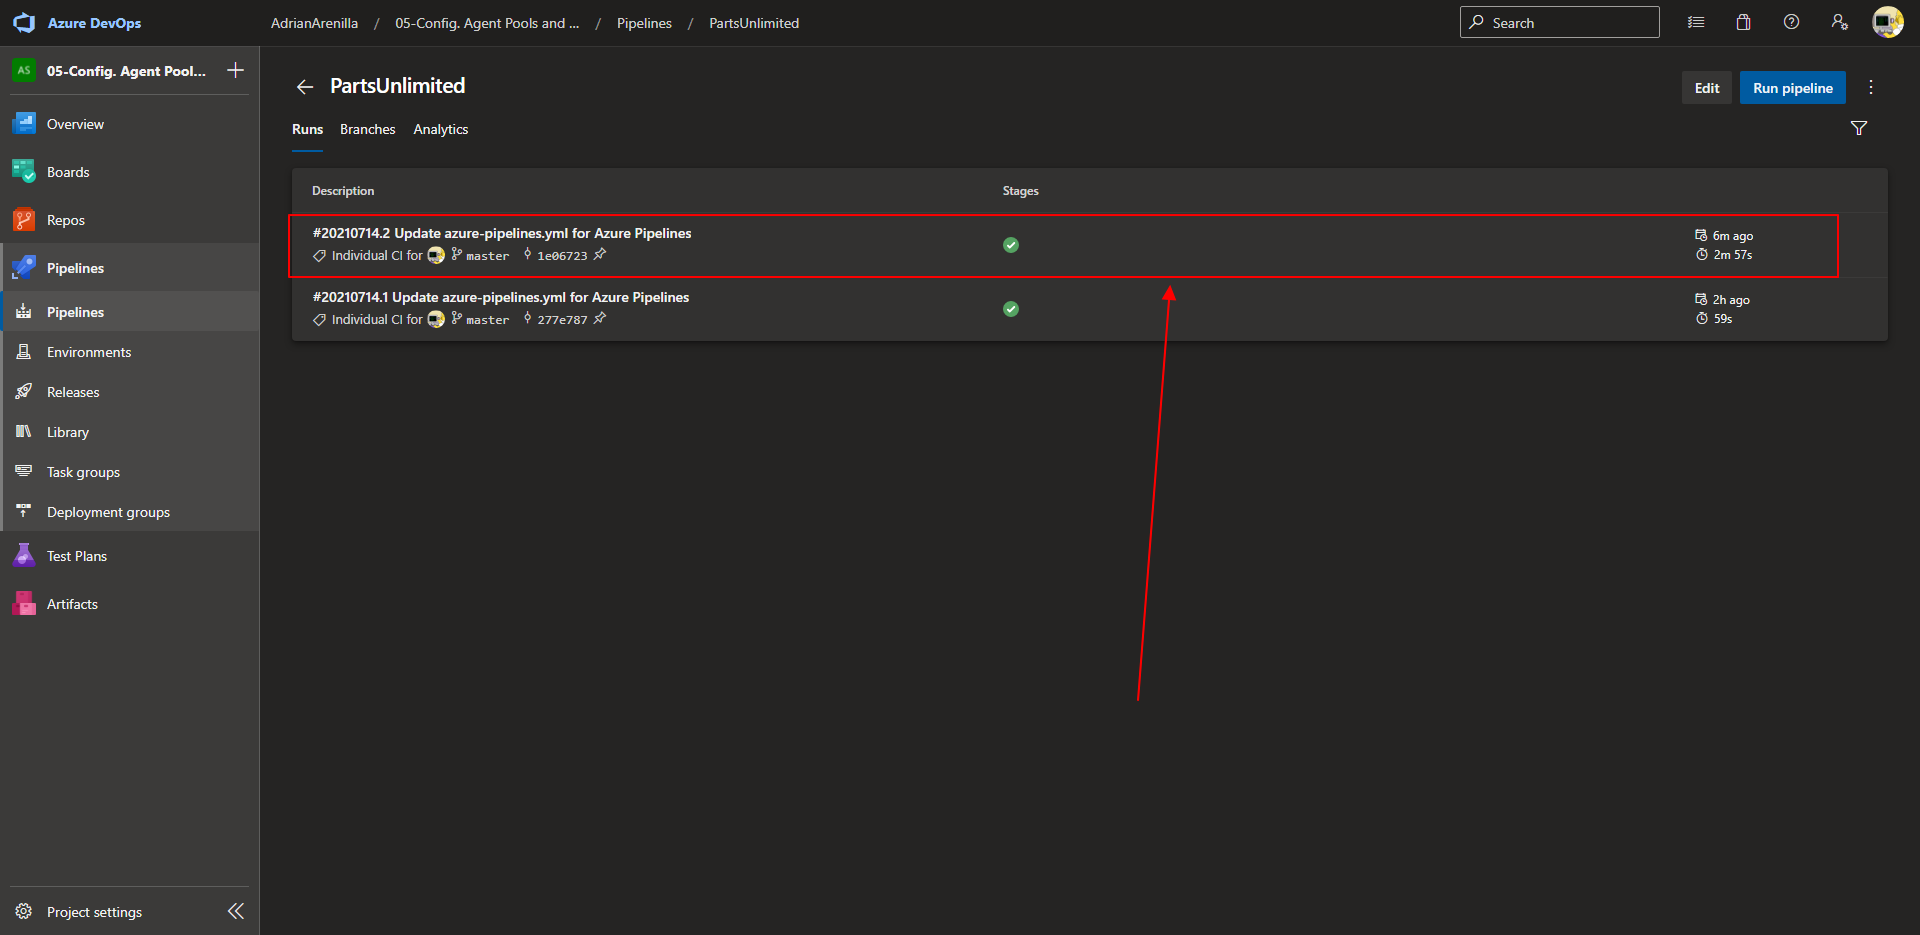 Azure DevOps
AdrianArenilla / 05-Config. Agent Pools and ... / Pipelines / PartsUnlimited
Search
AS
05-Config. Agent Pool...
Overview
Boards
Repos
Pipelines
Pipelines
Environments
Releases
Library
Task groups
Deployment groups
Test Plans
Artifacts
Project settings
PartsUnlimited
Edit
Run pipeline
Runs
Branches
Analytics
Description
Stages
#20210714.2 Update azure-pipelines.yml for Azure Pipelines
Individual CI for master 1e06723
6m ago
2m 57s
#20210714.1 Update azure-pipelines.yml for Azure Pipelines
Individual CI for master 277e787
2h ago
59s